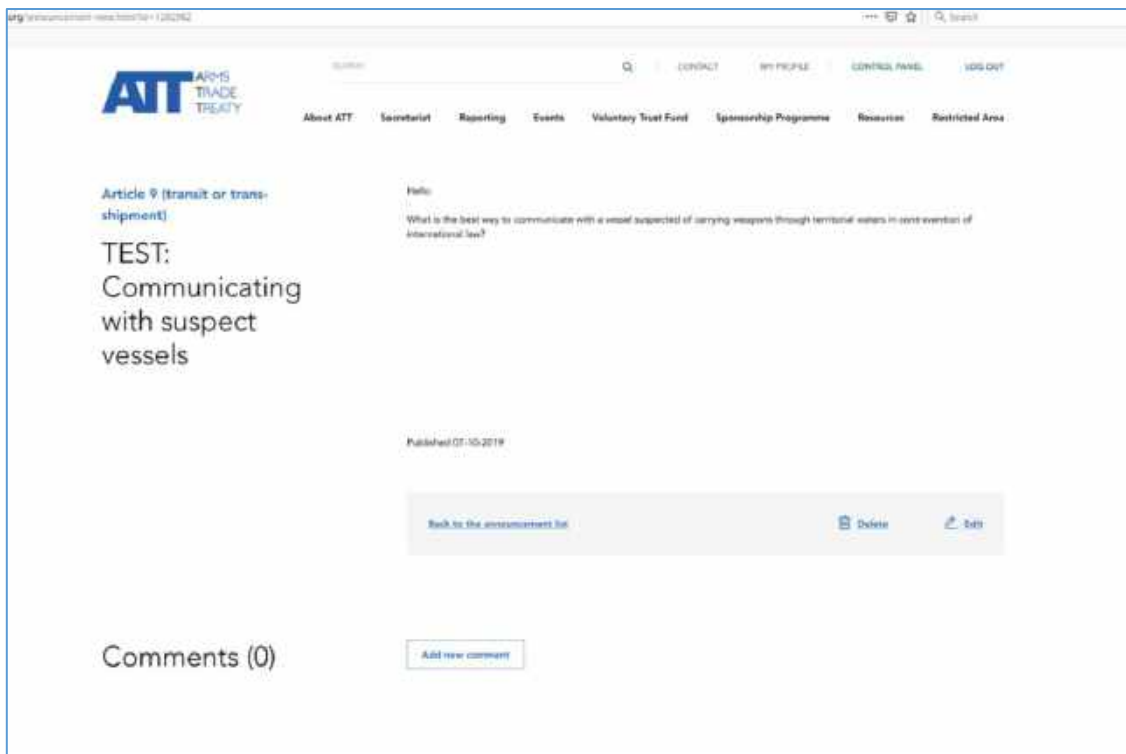 Search
SEARCH
CONTACT MY PROFILE CONTROL PANEL LOG OUT
ATT ARMS
TRADE
TREATY
About ATT Secretariat Reporting Events Voluntary Trust Fund Sponsorship Programme Resources Restricted Area
Article 9 (transit or trans-
shipment)
TEST:
Communicating
with suspect
vessels
Hello
What is the best way to communicate with a vessel suspected of carrying weapons through territorial waters in contravention of
international law?
Published 07-10-2019
Back to the announcement list Delete Edit
Comments (0)
Add new comment